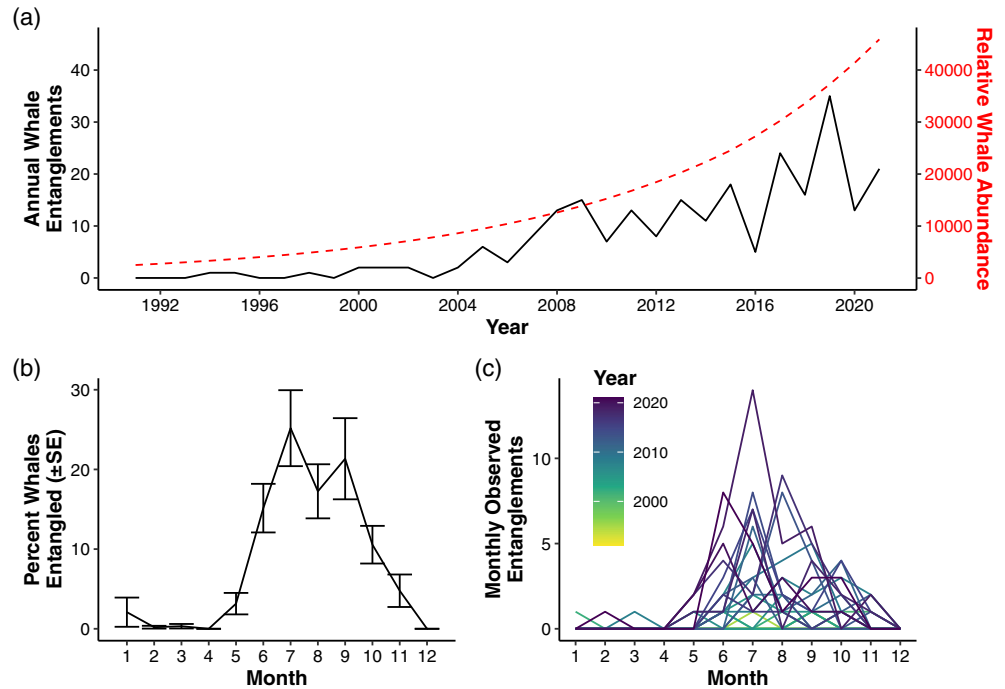 (a)
Annual Whale
Entanglements
40
30
20
10
0
Relative Whale Abundance
40000
30000
20000
10000
0
1992 1996 2000 2004 2008 2012 2016 2020
Year
(b)
Percent Whales
Entangled (±SE)
30
20
10
0
1 2 3 4 5 6 7 8 9 10 11 12
Month
(c)
Year
2020
2010
2000
Monthly Observed
Entanglements
10
5
0
1 2 3 4 5 6 7 8 9 10 11 12
Month